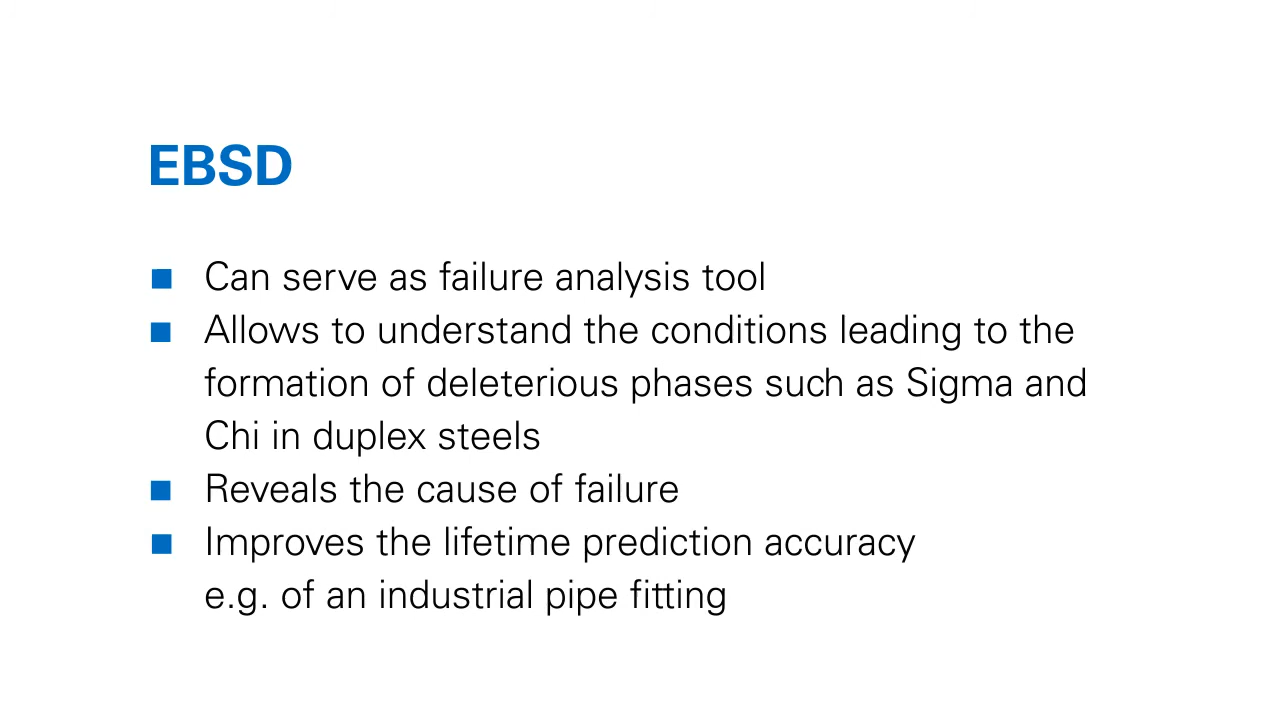 EBSD
■ Can serve as failure analysis tool
■ Allows to understand the conditions leading to the
formation of deleterious phases such as Sigma and
Chi in duplex steels
■ Reveals the cause of failure
■ Improves the lifetime prediction accuracy
e.g. of an industrial pipe fitting